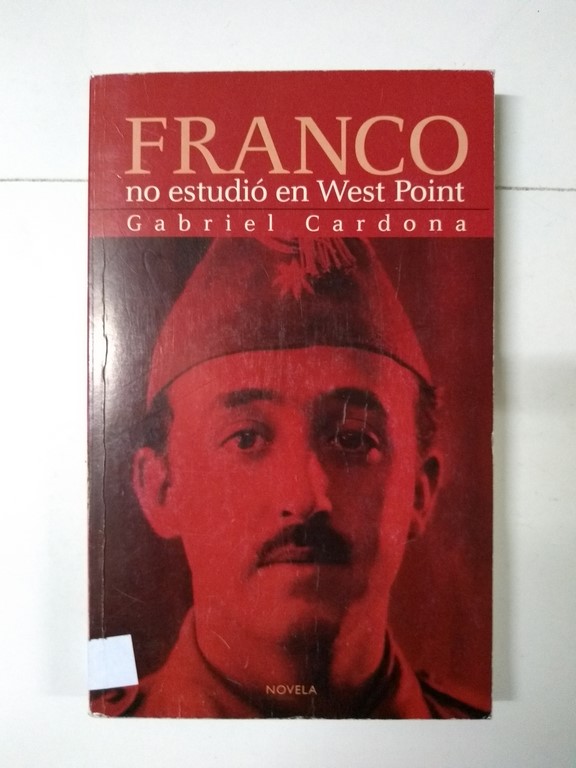 FRANCO
no estudió en West Point
Gabriel Cardona
NOVELA